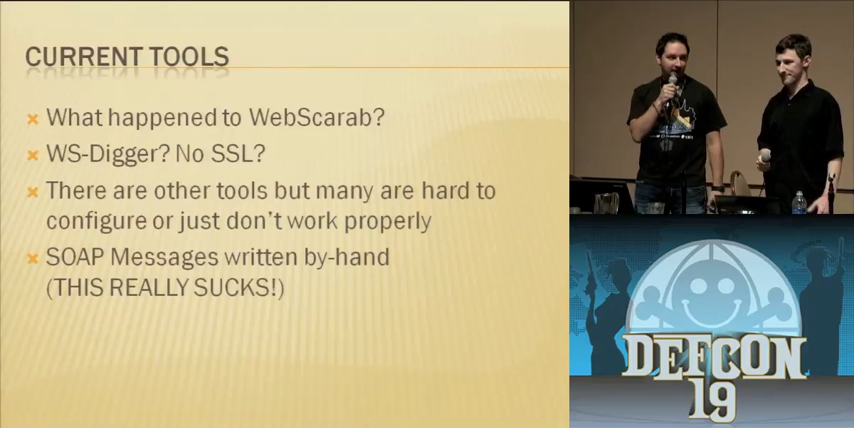 CURRENT TOOLS
What happened to WebScarab?
WS-Digger? No SSL?
There are other tools but many are hard to
configure or just don't work properly
SOAP Messages written by-hand
(THIS REALLY SUCKS!)
DEFCON
19